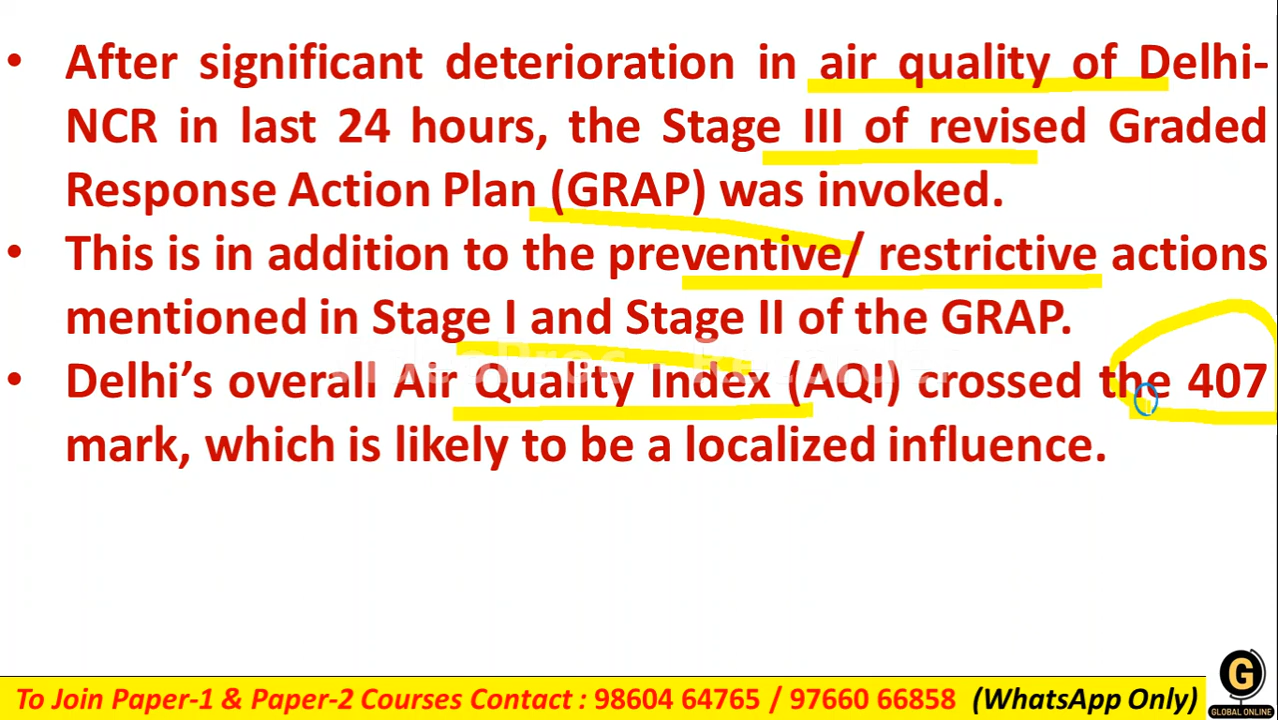 • After significant deterioration in air quality of Delhi-
NCR in last 24 hours, the Stage III of revised Graded
Response Action Plan (GRAP) was invoked.
• This is in addition to the preventive/ restrictive actions
mentioned in Stage I and Stage II of the GRAP.
• Delhi’s overall Air Quality Index (AQI) crossed the 407
mark, which is likely to be a localized influence.
To Join Paper-1 & Paper-2 Courses Contact : 98604 64765 / 97660 66858 (WhatsApp Only)
G
GLOBAL ONLINE